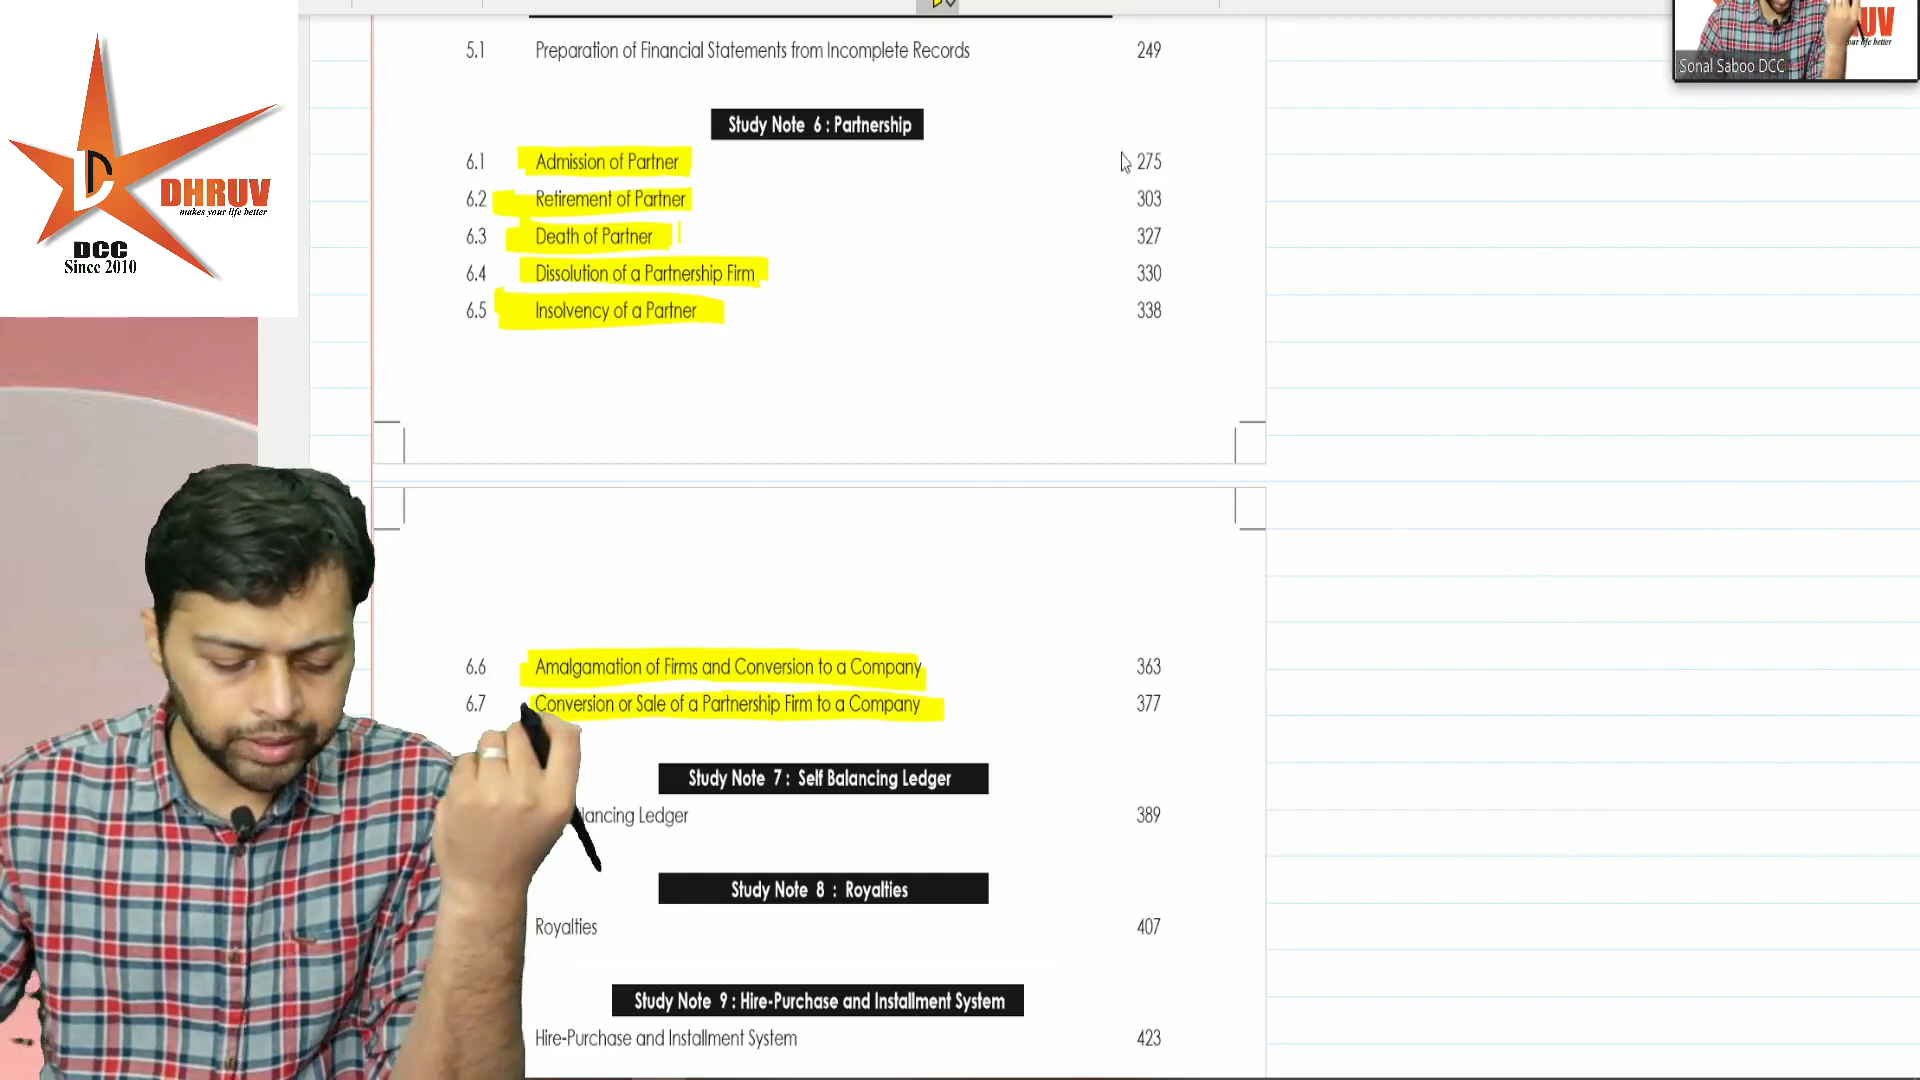 5.1 Preparation of Financial Statements from Incomplete Records 249
UV
our life better
Sonal Saboo DCC
Study Note 6 : Partnership
6.1 Admission of Partner 275
6.2 Retirement of Partner 303
6.3 Death of Partner 327
6.4 Dissolution of a Partnership Firm 330
6.5 Insolvency of a Partner 338
DC
DHRUV
makes your life better
DCC
Since 2010
6.6 Amalgamation of Firms and Conversion to a Company 363
6.7 Conversion or Sale of a Partnership Firm to a Company 377
Study Note 7 : Self Balancing Ledger
lancing Ledger 389
Study Note 8 : Royalties
Royalties 407
Study Note 9 : Hire-Purchase and Installment System
Hire-Purchase and Installment System 423